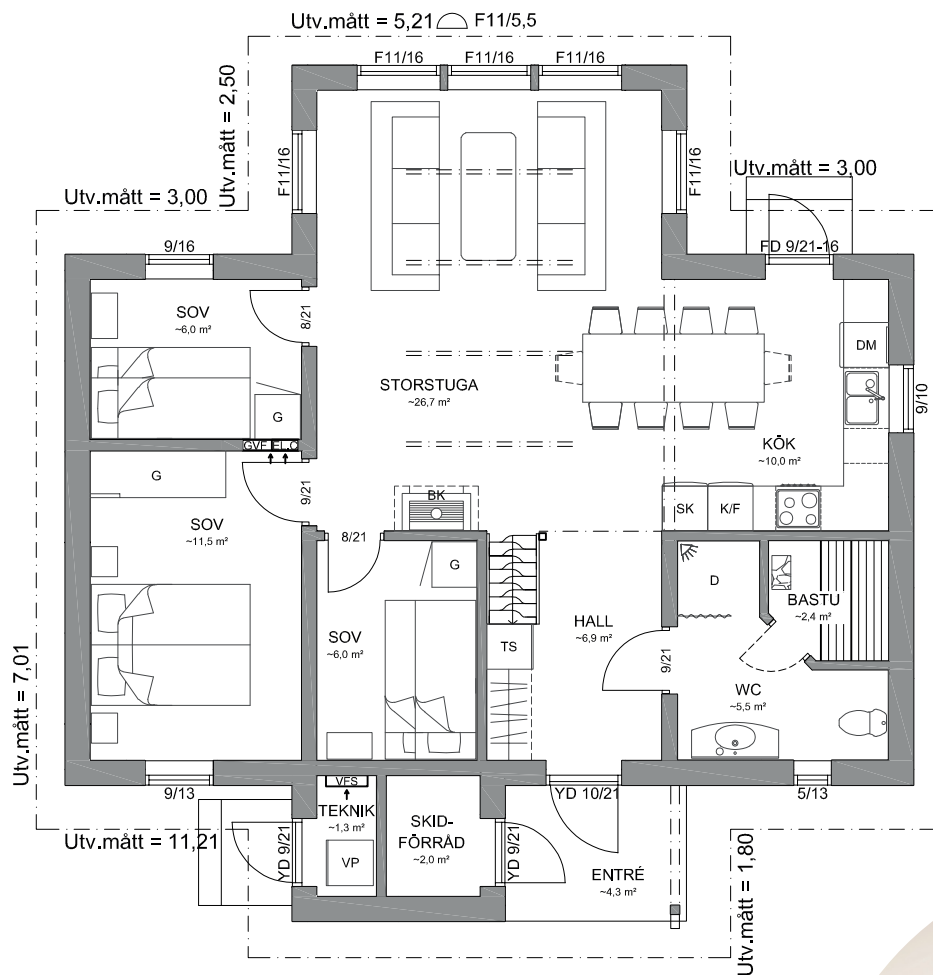 Utv.mått = 5,21 F11/5,5
F11/16 F11/16 F11/16
Utv.mått = 2,50
F11/16
F11/16
Utv.mått = 3,00
Utv.mått = 3,00
9/16
FD 9/21-16
SOV
~6,0 m²
8/21
G
DM
9/10
STORSTUGA
~26,7 m²
KÖK
~10,0 m²
GVF EL.C
G
9/21
SOV
~11,5 m²
BK
SK
K/F
8/21
G
D
BASTU
~2,4 m²
SOV
~6,0 m²
HALL
~6,9 m²
TS
9/21
WC
~5,5 m²
Utv.mått = 7,01
9/13
VFS
YD 10/21
5/13
TEKNIK
~1,3 m²
VP
YD 9/21
SKID-
FÖRRÅD
~2,0 m²
YD 9/21
ENTRÉ
~4,3 m²
Utv.mått = 11,21
Utv.mått = 1,80